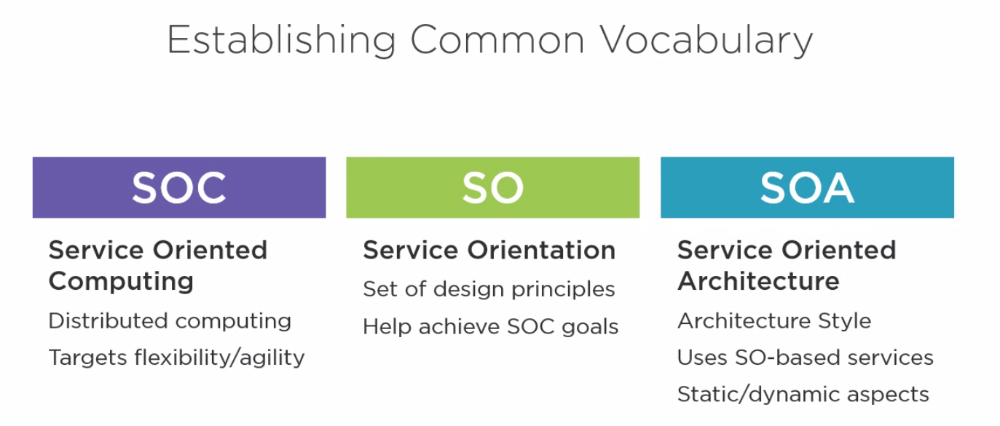 Establishing Common Vocabulary
SOC
Service Oriented
Computing
Distributed computing
Targets flexibility/agility
SO
Service Orientation
Set of design principles
Help achieve SOC goals
SOA
Service Oriented
Architecture
Architecture Style
Uses SO-based services
Static/dynamic aspects